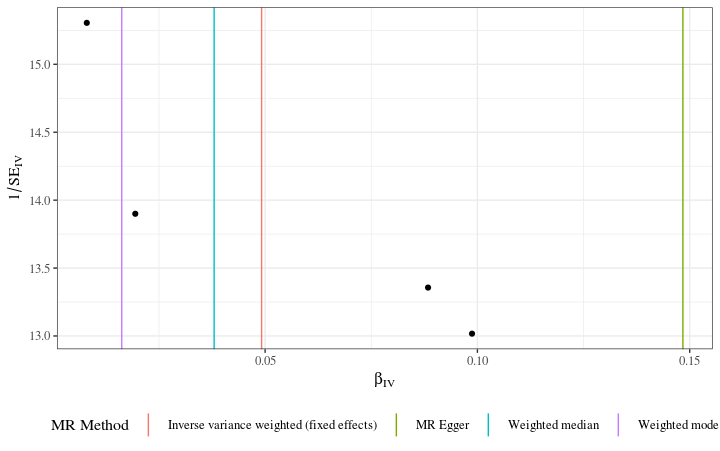 15.0
14.5
14.0
13.5
13.0
1/SE_IV
0.05 0.10 0.15
β_IV
MR Method Inverse variance weighted (fixed effects) MR Egger Weighted median Weighted mode